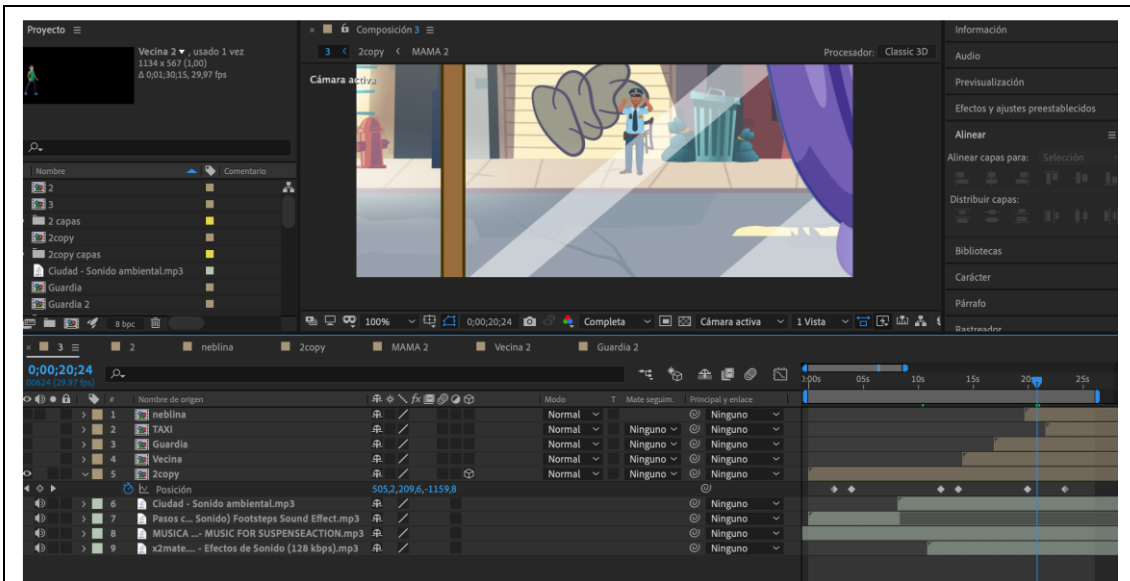 Proyecto
Vecina 2 , usado 1 vez
1134 x 567 (1,00)
Δ 0;01;30;15, 29,97 fps
Nombre Comentario
2
3
2 capas
2copy
2copy capas
Ciudad - Sonido ambiental.mp3
Guardia
Guardia 2
8 bpc
Composición 3
3 2copy MAMA 2
Procesador: Classic 3D
Cámara activa
100% 0;00;20;24 Completa Cámara activa 1 Vista
Información
Audio
Previsualización
Efectos y ajustes preestablecidos
Alinear
Alinear capas para: Selección
Distribuir capas:
Bibliotecas
Carácter
Párrafo
Rastreador
3 2 neblina 2copy MAMA 2 Vecina 2 Guardia 2
0;00;20;24
00624 (29.97 fps)
# Nombre de origen Modo T Mate seguim. Principal y enlace
05s 10s 15s 20s 25s
1 neblina Normal Ninguno
2 TAXI Normal Ninguno Ninguno
3 Guardia Normal Ninguno Ninguno
4 Vecina Normal Ninguno Ninguno
5 2copy Normal Ninguno Ninguno
Posición 505,2,209,6,-1159,8
6 Ciudad - Sonido ambiental.mp3 Ninguno
7 Pasos c... Sonido) Footsteps Sound Effect.mp3 Ninguno
8 MUSICA ...- MUSIC FOR SUSPENSEACTION.mp3 Ninguno
9 x2mate.... - Efectos de Sonido (128 kbps).mp3 Ninguno